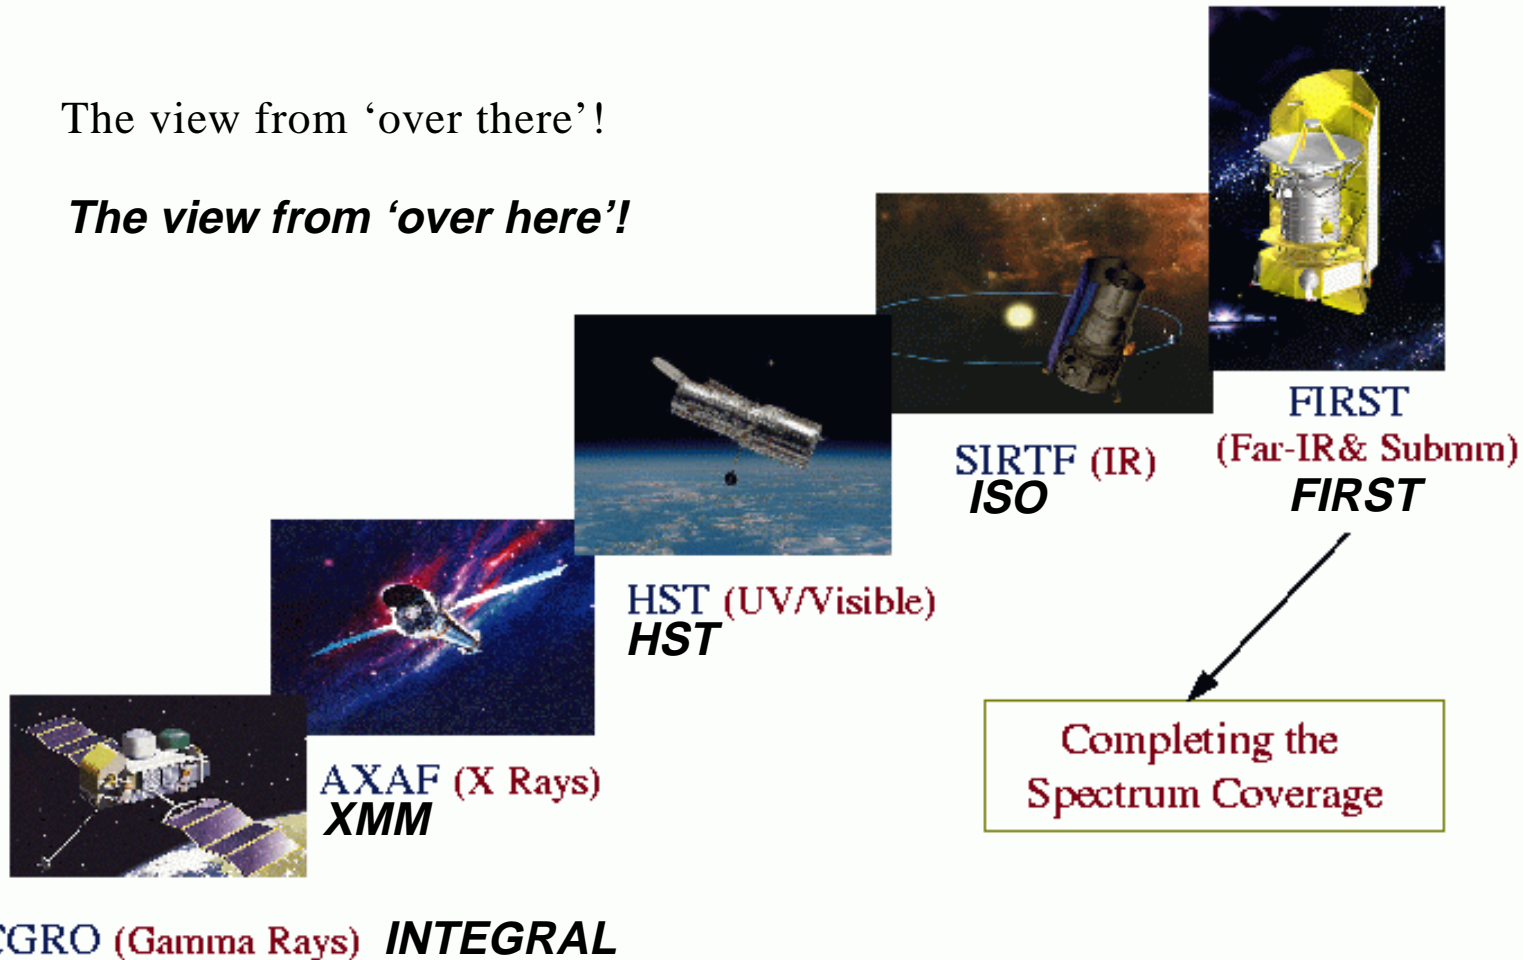 The view from ‘over there’!
The view from ‘over here’!
FIRST
(Far-IR& Submm)
FIRST
SIRTF (IR)
ISO
HST (UV/Visible)
HST
Completing the
Spectrum Coverage
AXAF (X Rays)
XMM
CGRO (Gamma Rays) INTEGRAL